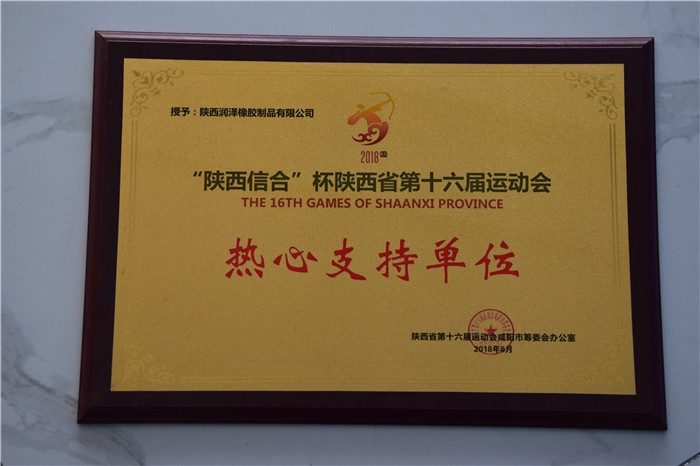 授予：陕西润泽橡胶制品有限公司
2018
“陕西信合”杯陕西省第十六届运动会
THE 16TH GAMES OF SHAANXI PROVINCE
热心支持单位
陕西省第十六届运动会咸阳市筹委会办公室
2018年8月